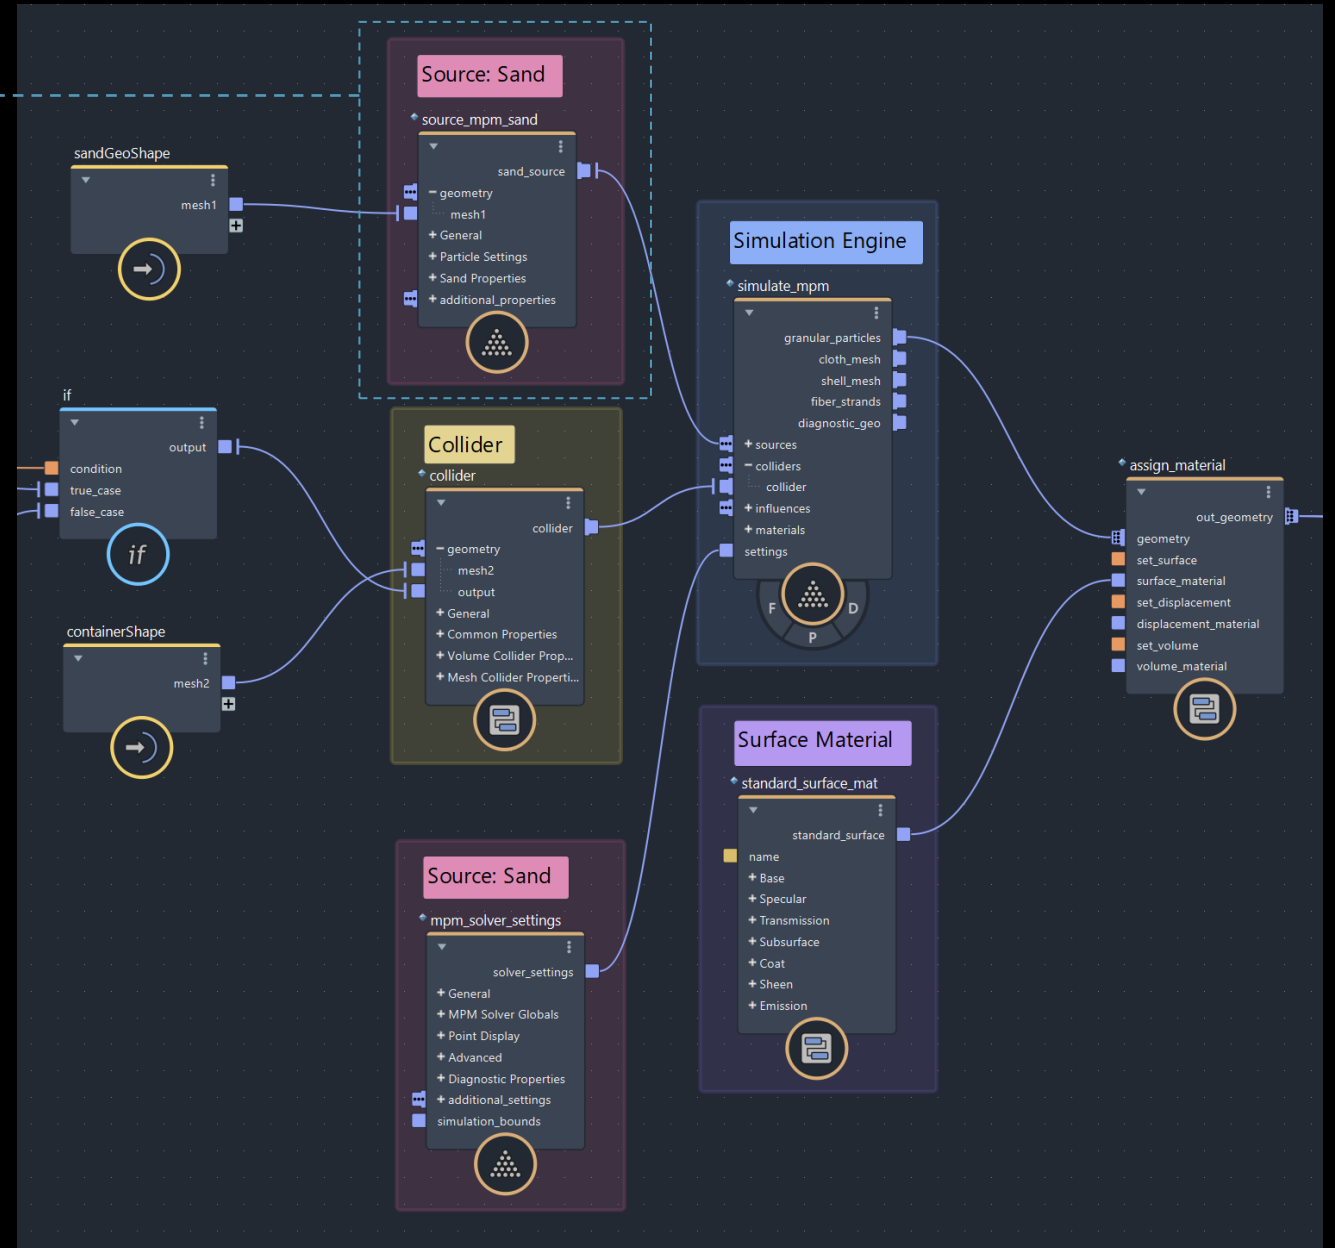 Source: Sand
source_mpm_sand
sand_source
geometry
mesh1
General
Particle Settings
Sand Properties
additional_properties
sandGeoShape
mesh1
if
output
condition
true_case
false_case
if
containerShape
mesh2
Collider
collider
collider
geometry
mesh2
output
General
Common Properties
Volume Collider Prop...
Mesh Collider Properti...
Source: Sand
mpm_solver_settings
solver_settings
General
MPM Solver Globals
Point Display
Advanced
Diagnostic Properties
additional_settings
simulation_bounds
Simulation Engine
simulate_mpm
granular_particles
cloth_mesh
shell_mesh
fiber_strands
diagnostic_geo
sources
colliders
collider
influences
materials
settings
F D
P
Surface Material
standard_surface_mat
standard_surface
name
Base
Specular
Transmission
Subsurface
Coat
Sheen
Emission
assign_material
out_geometry
geometry
set_surface
surface_material
set_displacement
displacement_material
set_volume
volume_material